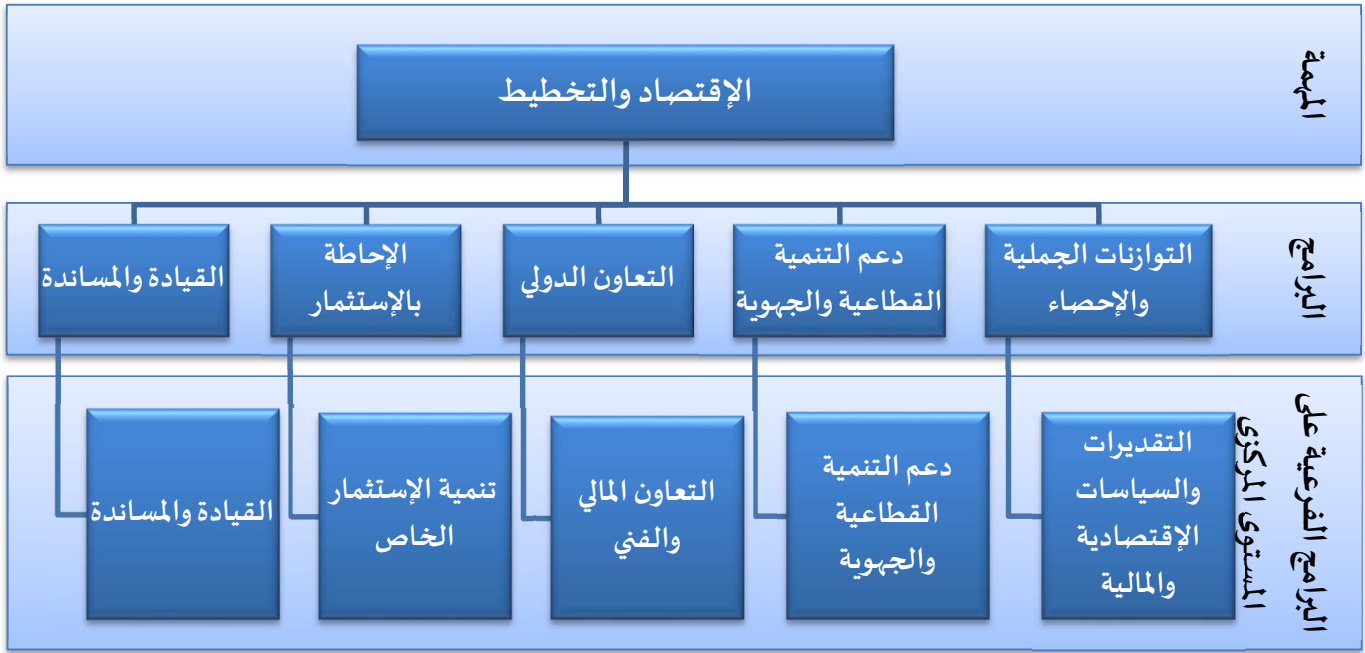 المهمة
الإقتصاد والتخطيط
البرامج
التوازنات الجملية
والإحصاء
دعم التنمية
القطاعية والجهوية
التعاون الدولي
الإحاطة
بالإستثمار
القيادة والمساندة
البرامج الفرعية على
المستوى المركزي
التقديرات
والسياسات
الإقتصادية
والمالية
دعم التنمية
القطاعية
والجهوية
التعاون المالي
والفني
تنمية الإستثمار
الخاص
القيادة والمساندة